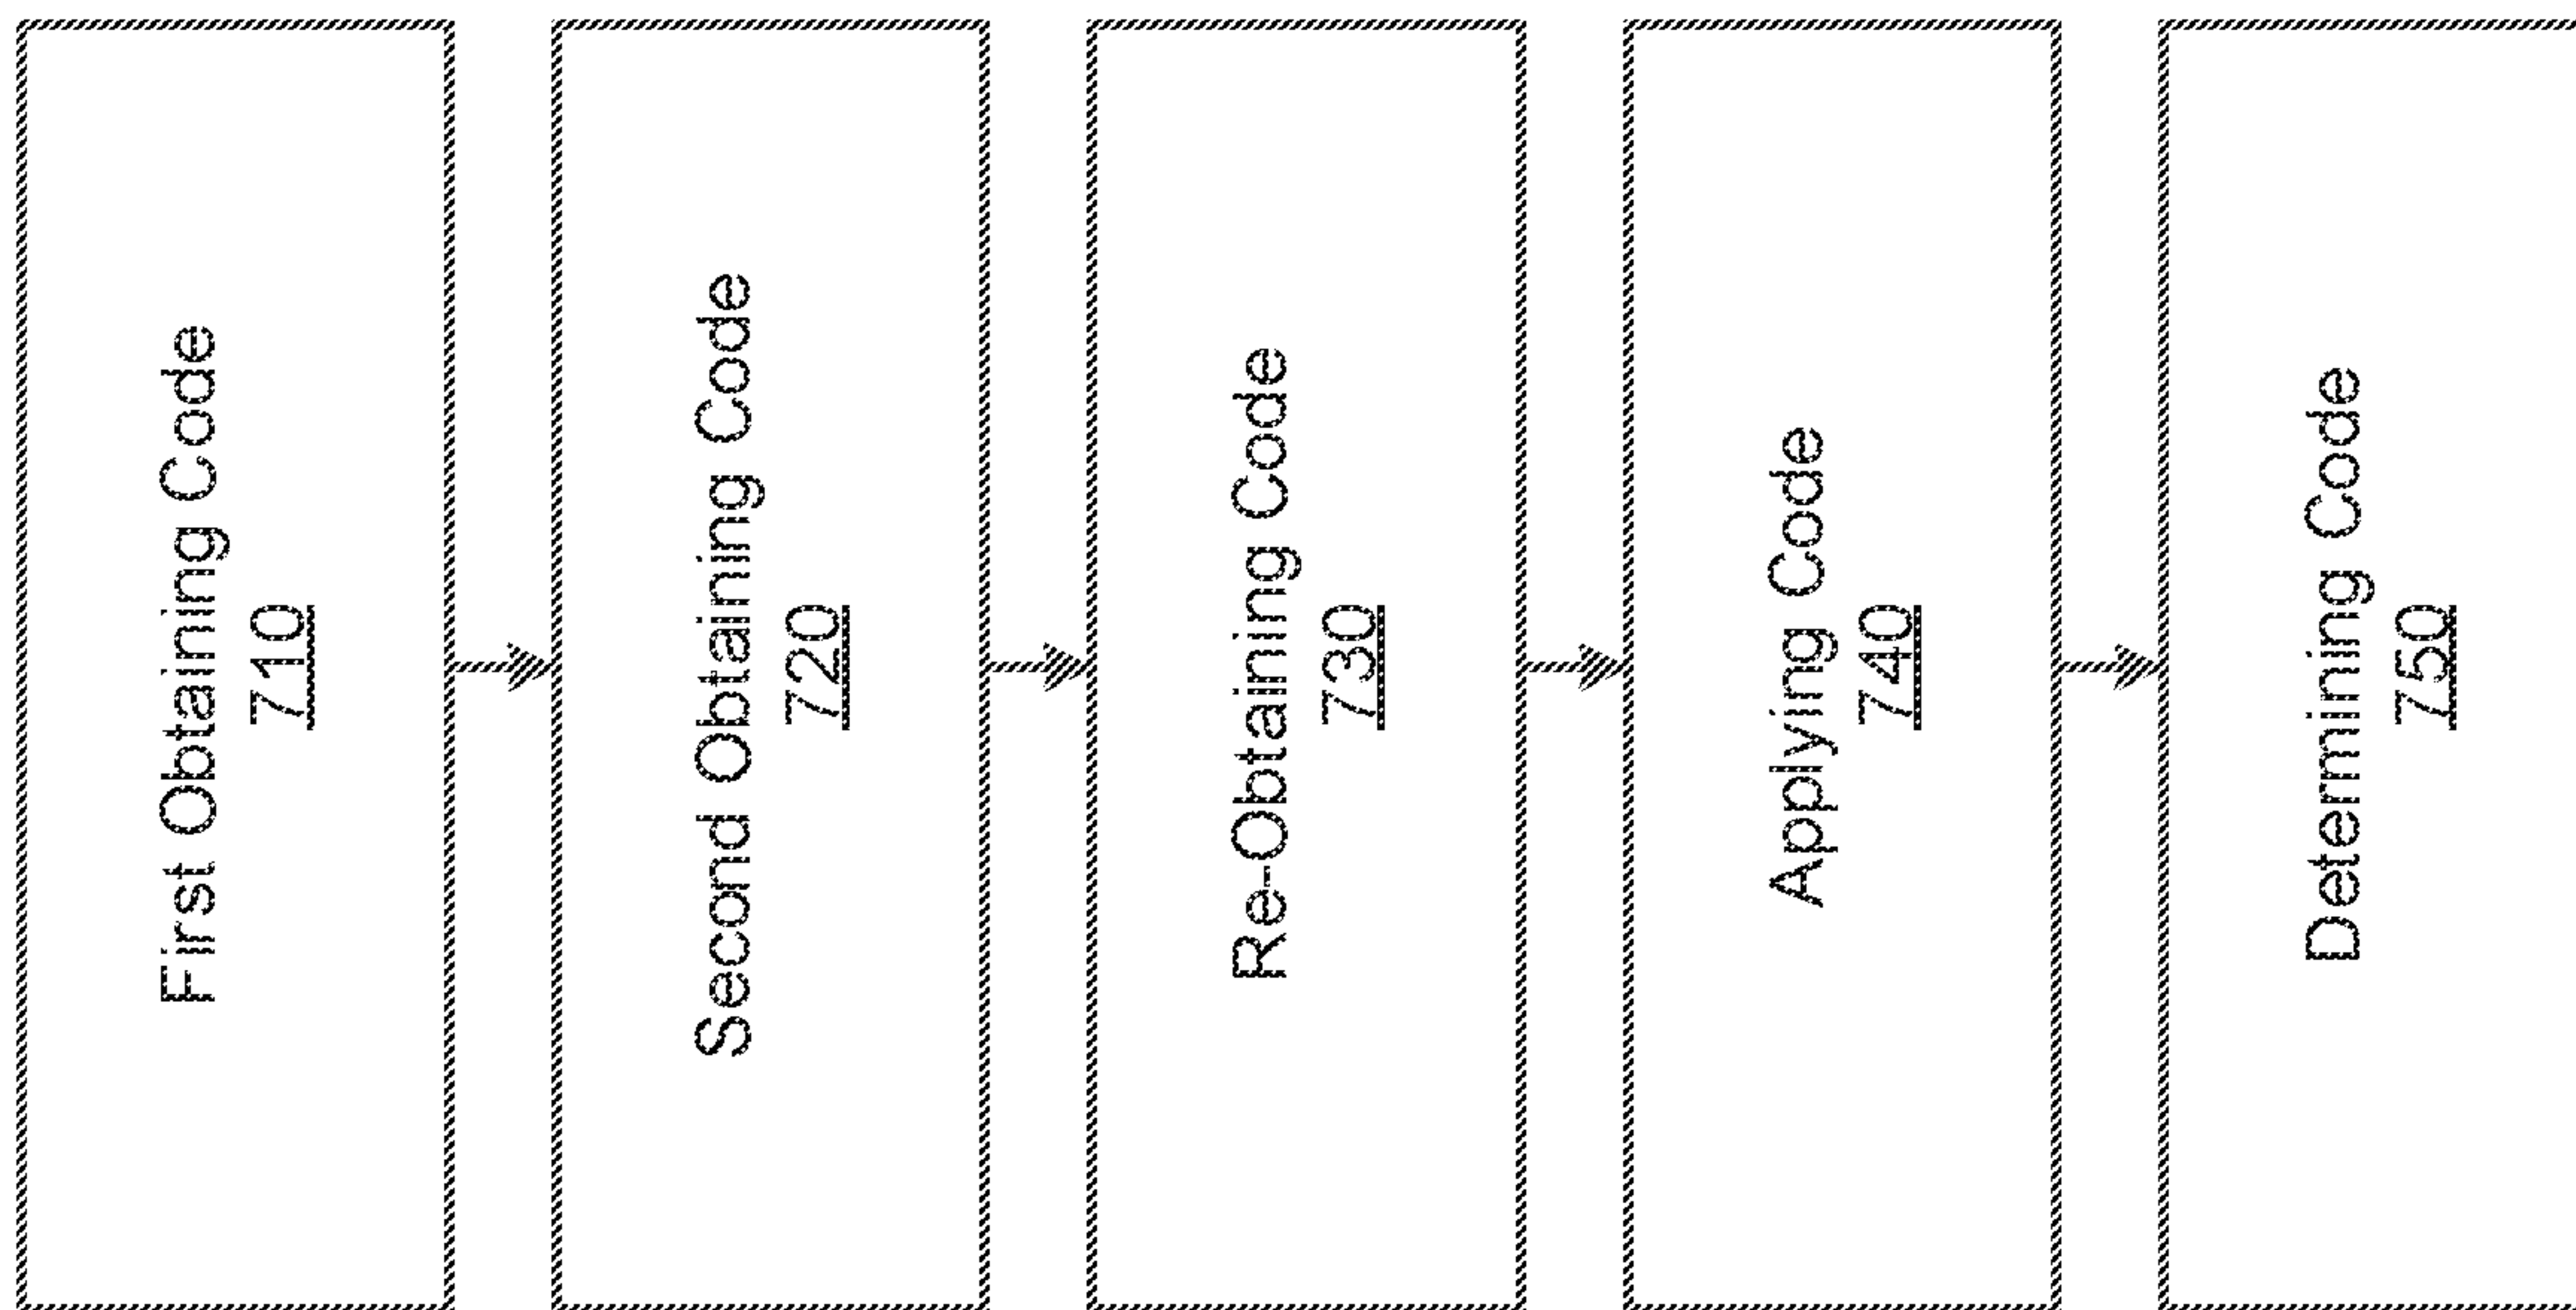 First Obtaining Code
710
Second Obtaining Code
720
Re-Obtaining Code
730
Applying Code
740
Determining Code
750